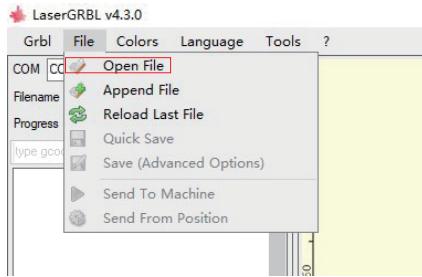 LaserGRBL v4.3.0
Grbl File Colors Language Tools ?
COM
Open File
Filename
Append File
Progress
Reload Last File
type gcod
Quick Save
Save (Advanced Options)
Send To Machine
Send From Position